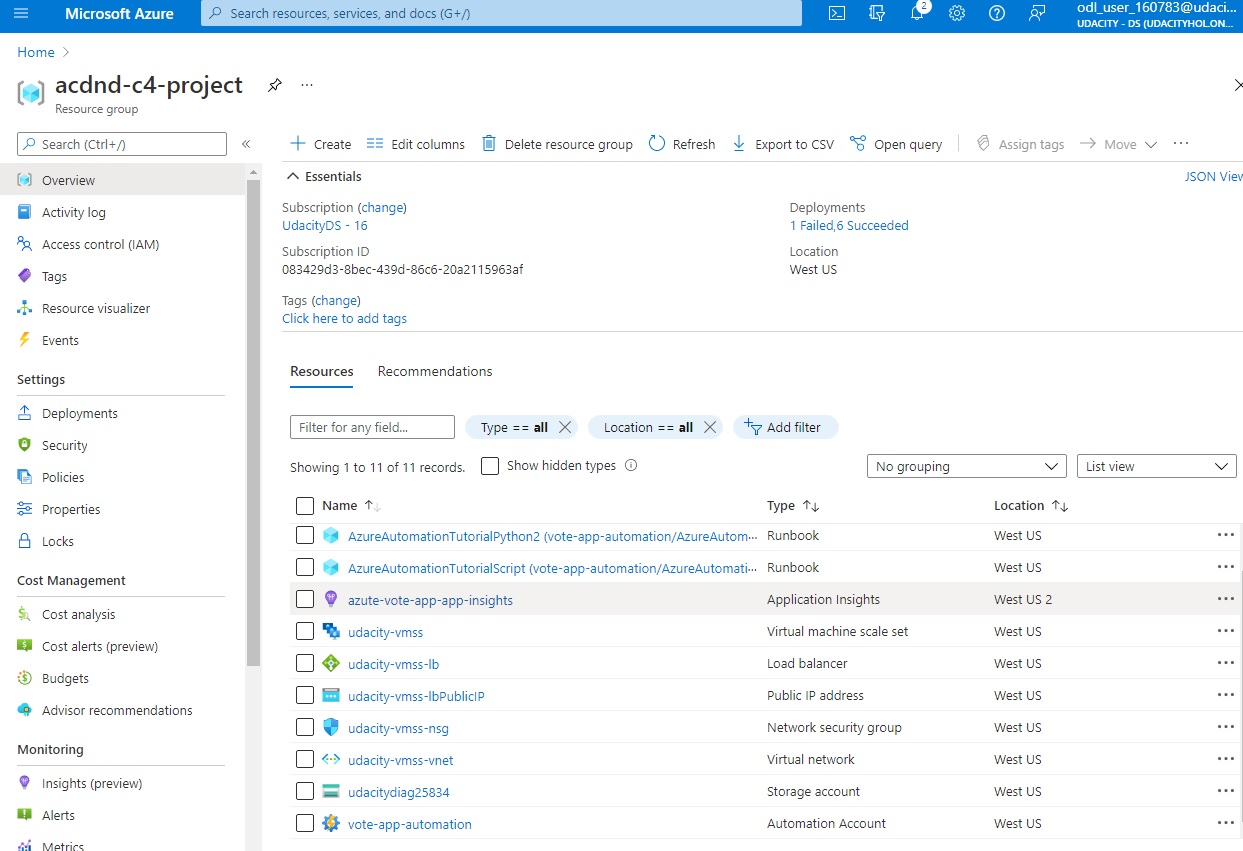 Microsoft Azure
Search resources, services, and docs (G+/)
2
odl_user_160783@udaci...
UDACITY - DS (UDACITYHOL.ON...
Home
acdnd-c4-project
...
Resource group
Search (Ctrl+/)
«
Create
Edit columns
Delete resource group
Refresh
Export to CSV
Open query
Assign tags
Move
...
Overview
Activity log
Access control (IAM)
Tags
Resource visualizer
Events
Settings
Deployments
Security
Policies
Properties
Locks
Cost Management
Cost analysis
Cost alerts (preview)
Budgets
Advisor recommendations
Monitoring
Insights (preview)
Alerts
Metrics
Essentials
JSON View
Subscription (change)
UdacityDS - 16
Subscription ID
083429d3-8bec-439d-86c6-20a2115963af
Tags (change)
Click here to add tags
Deployments
1 Failed,6 Succeeded
Location
West US
Resources
Recommendations
Filter for any field...
Type == all
Location == all
Add filter
Showing 1 to 11 of 11 records.
Show hidden types
No grouping
List view
Name Type Location
AzureAutomationTutorialPython2 (vote-app-automation/AzureAutom... Runbook West US ...
AzureAutomationTutorialScript (vote-app-automation/AzureAutomati... Runbook West US ...
azute-vote-app-app-insights Application Insights West US 2 ...
udacity-vmss Virtual machine scale set West US ...
udacity-vmss-lb Load balancer West US ...
udacity-vmss-lbPublicIP Public IP address West US ...
udacity-vmss-nsg Network security group West US ...
udacity-vmss-vnet Virtual network West US ...
udacitydiag25834 Storage account West US ...
vote-app-automation Automation Account West US ...